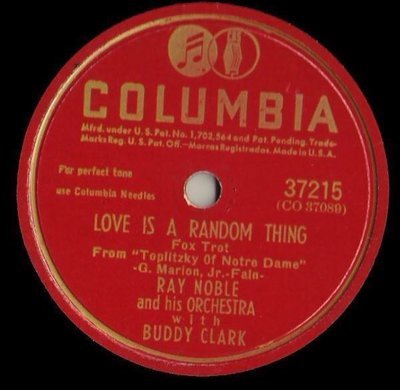 COLUMBIA
Mfrd. under U.S. Pat. No. 1,702,564 and Pat. Pending. Trade-
Marks Reg. U.S. Pat. Off.—Marcas Registradas. Made in U.S.A.
For perfect tone
use Columbia Needles
37215
(CO 37089)
LOVE IS A RANDOM THING
Fox Trot
From "Toplitzky Of Notre Dame"
-G. Marion, Jr.-Fain-
RAY NOBLE
and his ORCHESTRA
with
BUDDY CLARK